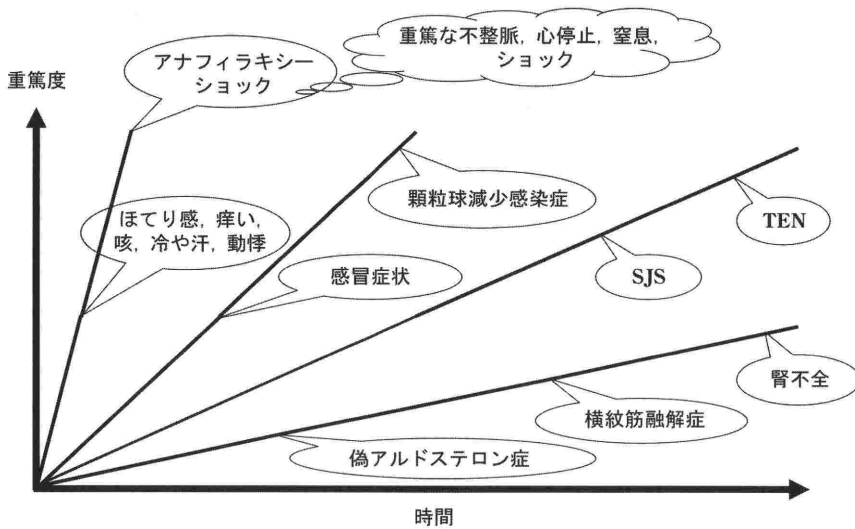 重篤な不整脈，心停止，窒息，
ショック
アナフィラキシー
ショック
重篤度
顆粒球減少感染症
ほてり感，痒い，
咳，冷や汗，動悸
TEN
感冒症状
SJS
腎不全
横紋筋融解症
偽アルドステロン症
時間